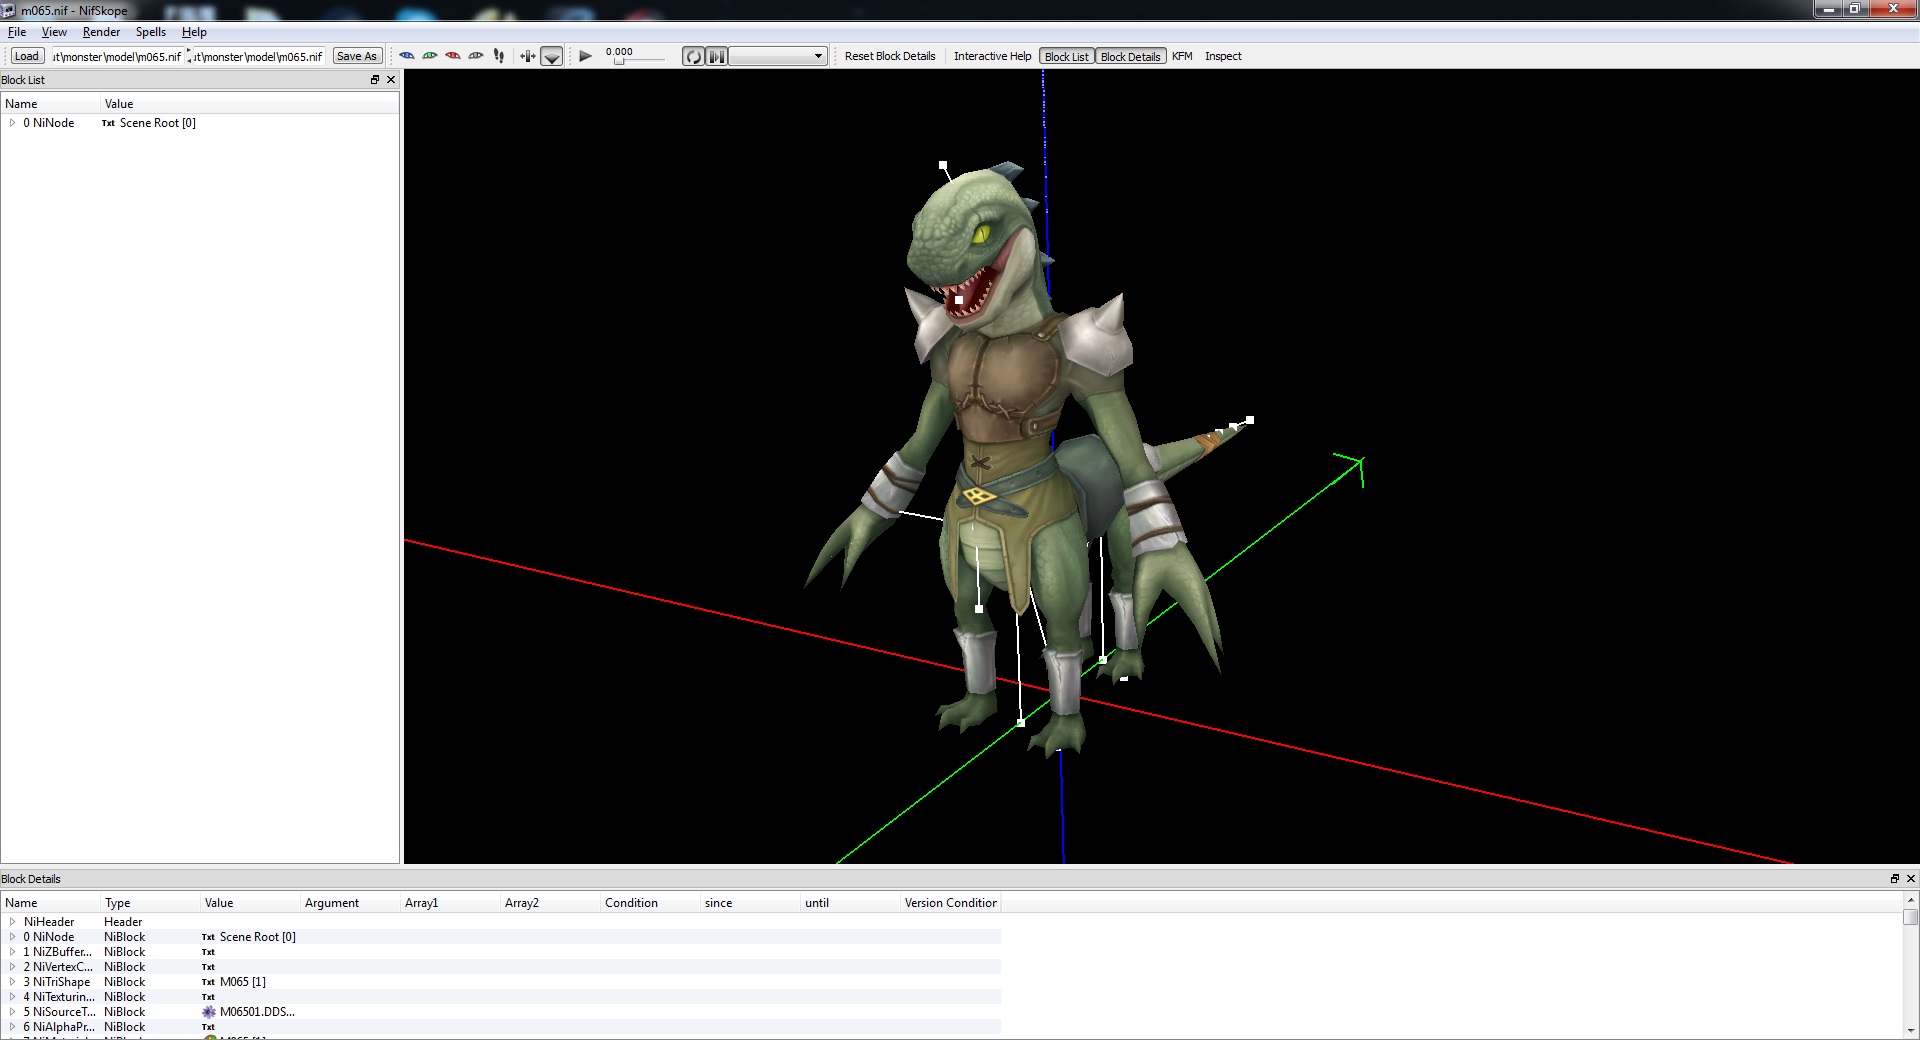 m065.nif - NifSkope
File View Render Spells Help
Load ıt\monster\model\m065.nif ıt\monster\model\m065.nif Save As 0.000 Reset Block Details Interactive Help Block List Block Details KFM Inspect
Block List
Name Value
0 NiNode Txt Scene Root [0]
Block Details
Name Type Value Argument Array1 Array2 Condition since until Version Condition
NiHeader Header
0 NiNode NiBlock Txt Scene Root [0]
1 NiZBuffer... NiBlock Txt
2 NiVertexC... NiBlock Txt
3 NiTriShape NiBlock Txt M065 [1]
4 NiTexturin... NiBlock Txt
5 NiSourceT... NiBlock M06501.DDS...
6 NiAlphaPr... NiBlock Txt